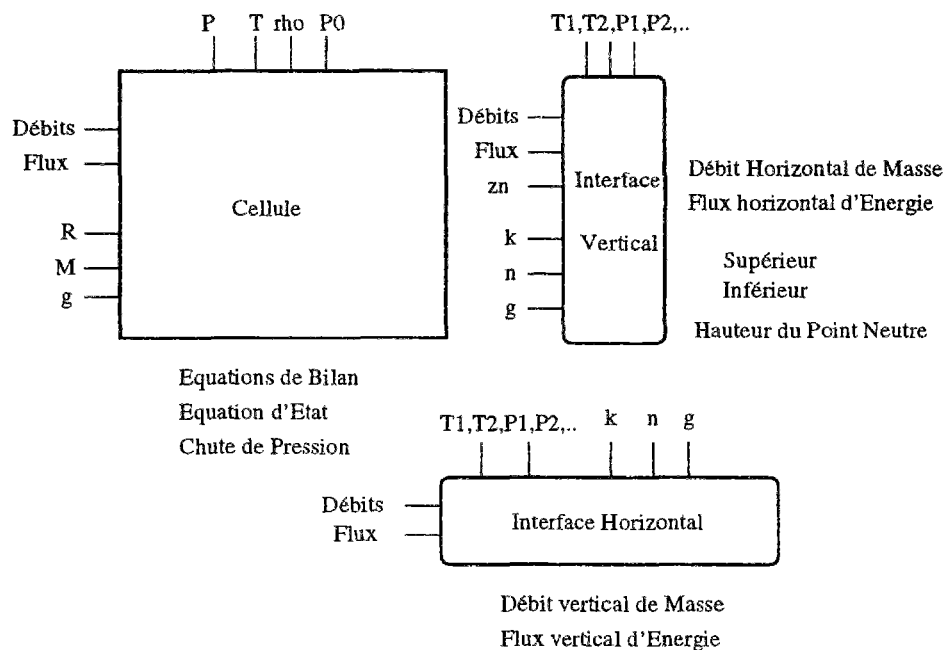 P T rho P0
Débits
Flux
Cellule
R
M
g
Equations de Bilan
Equation d'Etat
Chute de Pression
T1,T2,P1,P2,..
Débits
Flux
zn
Interface
Vertical
k
n
g
Débit Horizontal de Masse
Flux horizontal d'Energie
Supérieur
Inférieur
Hauteur du Point Neutre
T1,T2,P1,P2,.. k n g
Débits
Flux
Interface Horizontal
Débit vertical de Masse
Flux vertical d'Energie